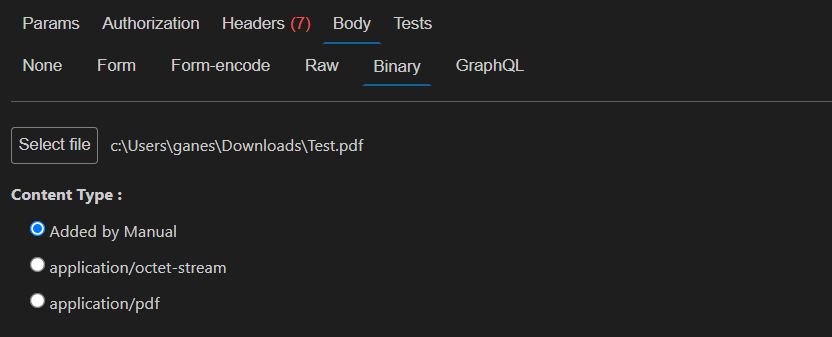 Params Authorization Headers (7) Body Tests
None Form Form-encode Raw Binary GraphQL
Select file c:\Users\ganes\Downloads\Test.pdf
Content Type :
Added by Manual
application/octet-stream
application/pdf